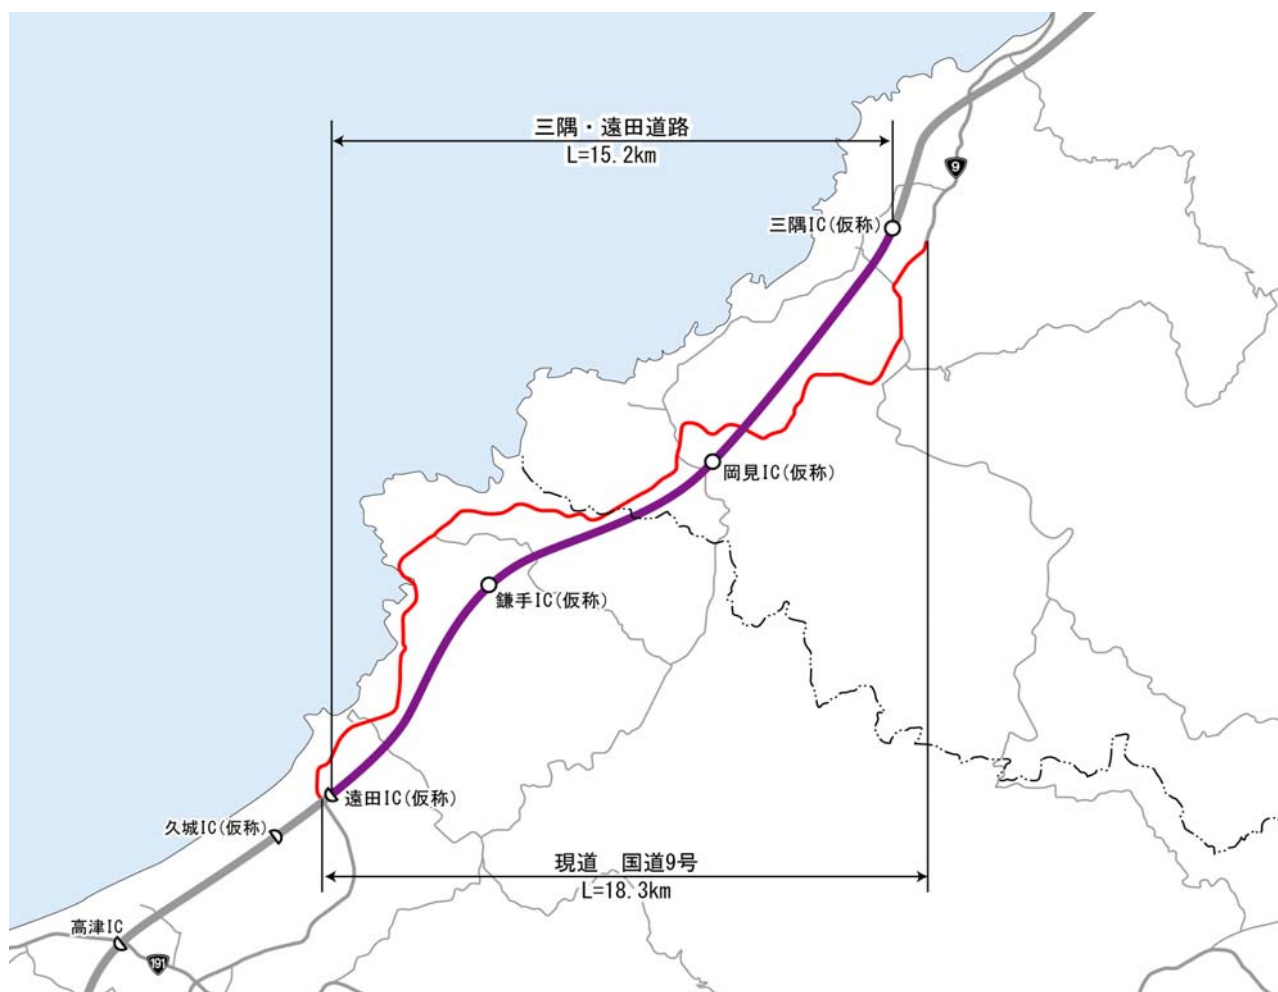 三隅・遠田道路
L=15.2km
9
三隅IC(仮称)
岡見IC(仮称)
鎌手IC(仮称)
遠田IC(仮称)
久城IC(仮称)
現道　国道9号
L=18.3km
高津IC
191